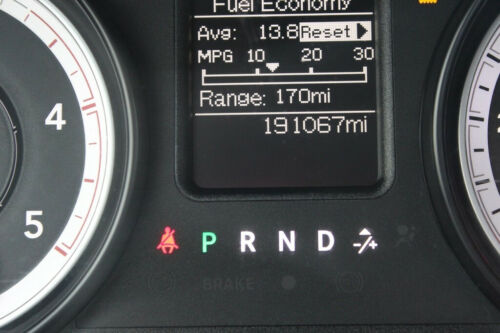 Fuel Economy
Avg: 13.8 Reset
MPG 10 20 30
Range: 170mi
191067mi
4
5
P R N D -/+
BRAKE